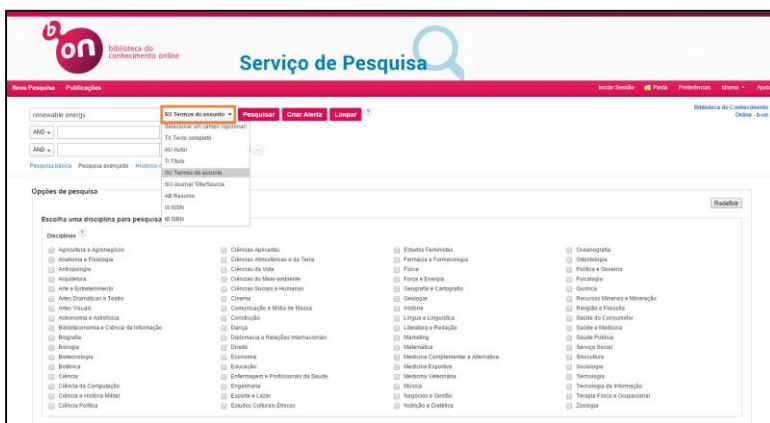 b
on
biblioteca do
conhecimento online
Serviço de Pesquisa
Nova Pesquisa Publicações
Iniciar Sessão Pasta Preferências Idioma Ajuda
renewable energy
SU Termos do assunto
Pesquisar Criar Alerta Limpar ?
Biblioteca do Conhecimento
Online - b-on
AND
Selecionar um campo (opcional)
TX Texto completo
AND
AU Autor
TI Título
Pesquisa básica Pesquisa avançada Histórico
SU Termos do assunto
SO Journal Title/Source
AB Resumo
IS ISSN
IB ISBN
Opções de pesquisa
Redefinir
Escolha uma disciplina para pesquisa
Disciplinas ?
Agricultura e Agronegócio
Anatomia e Fisiologia
Antropologia
Arquitetura
Arte e Entretenimento
Artes Dramáticas e Teatro
Artes Visuais
Astronomia e Astrofísica
Biblioteconomia e Ciência da Informação
Biografia
Biologia
Biotecnologia
Botânica
Ciência
Ciência da Computação
Ciência e História Militar
Ciência Política
Ciências Aplicadas
Ciências Atmosféricas e da Terra
Ciências da Vida
Ciências do Meio-ambiente
Ciências Sociais e Humanas
Cinema
Comunicação e Mídia de Massa
Construção
Dança
Diplomacia e Relações Internacionais
Direito
Economia
Educação
Enfermagem e Profissionais da Saúde
Engenharia
Esporte e Lazer
Estudos Culturais Étnicos
Estudos Feministas
Farmácia e Farmacologia
Física
Força e Energia
Geografia e Cartografia
Geologia
História
Língua e Linguística
Literatura e Redação
Marketing
Matemática
Medicina Complementar e Alternativa
Medicina Esportiva
Medicina Veterinária
Música
Negócios e Gestão
Nutrição e Dietética
Oceanografia
Odontologia
Política e Governo
Psicologia
Química
Recursos Minerais e Mineração
Religião e Filosofia
Saúde do Consumidor
Saúde e Medicina
Saúde Pública
Serviço Social
Silvicultura
Sociologia
Tecnologia
Tecnologia da Informação
Terapia Física e Ocupacional
Zoologia